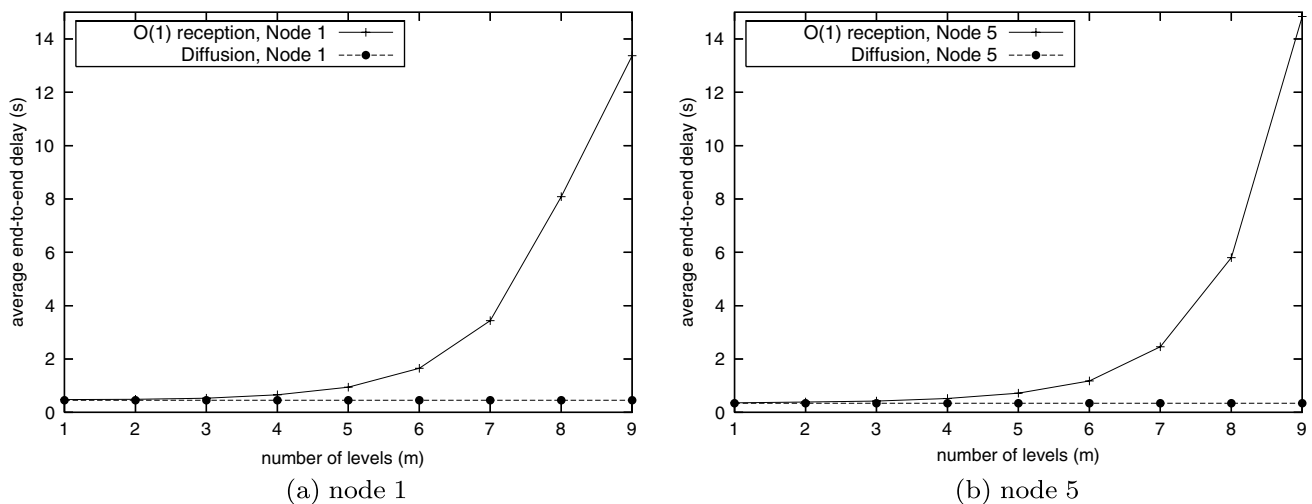 O(1) reception, Node 1
Diffusion, Node 1
14
12
10
8
6
4
2
0
average end-to-end delay (s)
1 2 3 4 5 6 7 8 9
number of levels (m)
(a) node 1
O(1) reception, Node 5
Diffusion, Node 5
14
12
10
8
6
4
2
0
average end-to-end delay (s)
1 2 3 4 5 6 7 8 9
number of levels (m)
(b) node 5